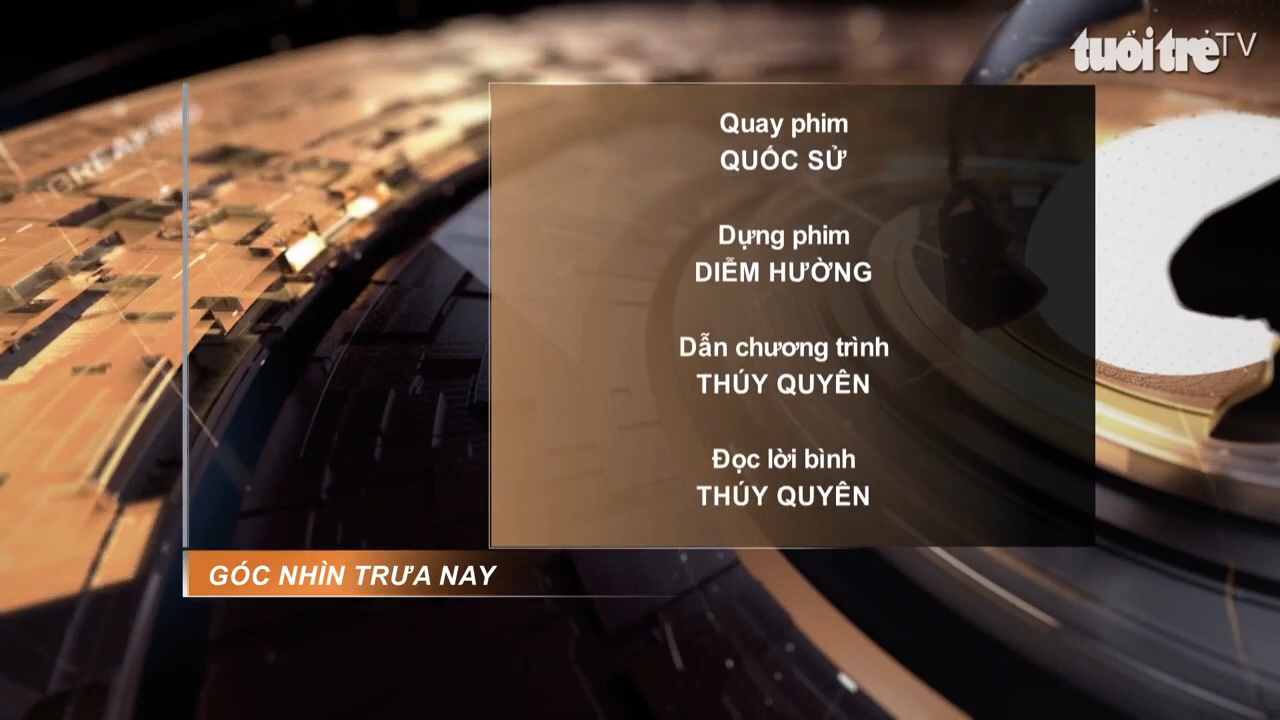 tuổi trẻ TV
Quay phim
QUỐC SỬ
Dựng phim
DIỄM HƯỜNG
Dẫn chương trình
THÚY QUYÊN
Đọc lời bình
THÚY QUYÊN
GÓC NHÌN TRƯA NAY